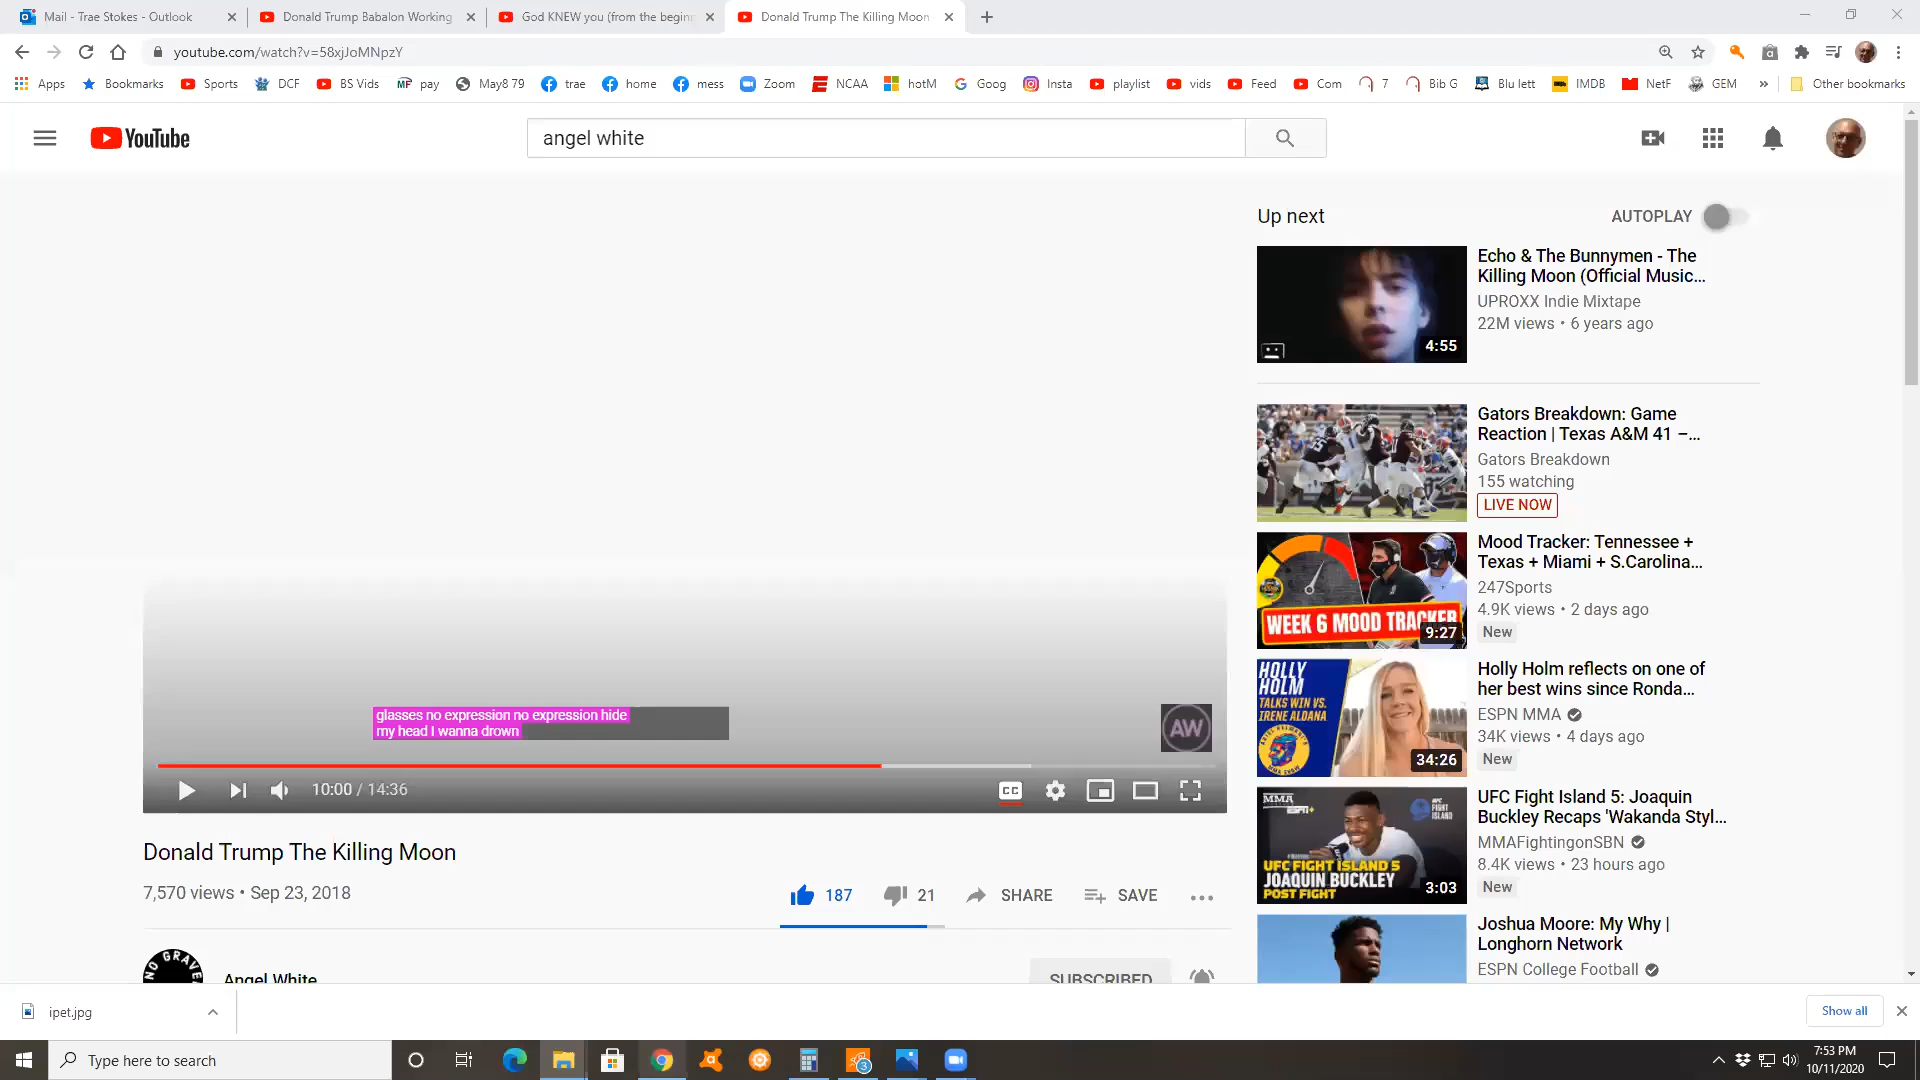 Mail - Trae Stokes - Outlook
Donald Trump Babalon Working
God KNEW you (from the begin
Donald Trump The Killing Moon
youtube.com/watch?v=58xjJoMNpzY
Apps
Bookmarks
Sports
DCF
BS Vids
MF pay
May8 79
trae
home
mess
Zoom
NCAA
hotM
Goog
Insta
playlist
vids
Feed
Com
7
Bib G
Blu lett
IMDB
NetF
GEM
»
Other bookmarks
YouTube
angel white
Up next
AUTOPLAY
Echo & The Bunnymen - The
Killing Moon (Official Music...
UPROXX Indie Mixtape
22M views • 6 years ago
4:55
Gators Breakdown: Game
Reaction | Texas A&M 41 –...
Gators Breakdown
155 watching
LIVE NOW
Mood Tracker: Tennessee +
Texas + Miami + S.Carolina...
247Sports
4.9K views • 2 days ago
New
WEEK 6 MOOD TRACKER
9:27
Holly Holm reflects on one of
her best wins since Ronda...
ESPN MMA
34K views • 4 days ago
New
HOLLY
HOLM
TALKS WIN VS.
IRENE ALDANA
34:26
UFC Fight Island 5: Joaquin
Buckley Recaps 'Wakanda Styl...
MMAFightingonSBN
8.4K views • 23 hours ago
New
MMA
UFC FIGHT ISLAND 5
JOAQUIN BUCKLEY
POST FIGHT
3:03
Joshua Moore: My Why |
Longhorn Network
ESPN College Football
glasses no expression no expression hide
my head I wanna drown
AW
10:00 / 14:36
CC
Donald Trump The Killing Moon
7,570 views • Sep 23, 2018
187
21
SHARE
SAVE
NO GRAVE
Angel White
SUBSCRIBED
ipet.jpg
Show all
Type here to search
3
7:53 PM
10/11/2020